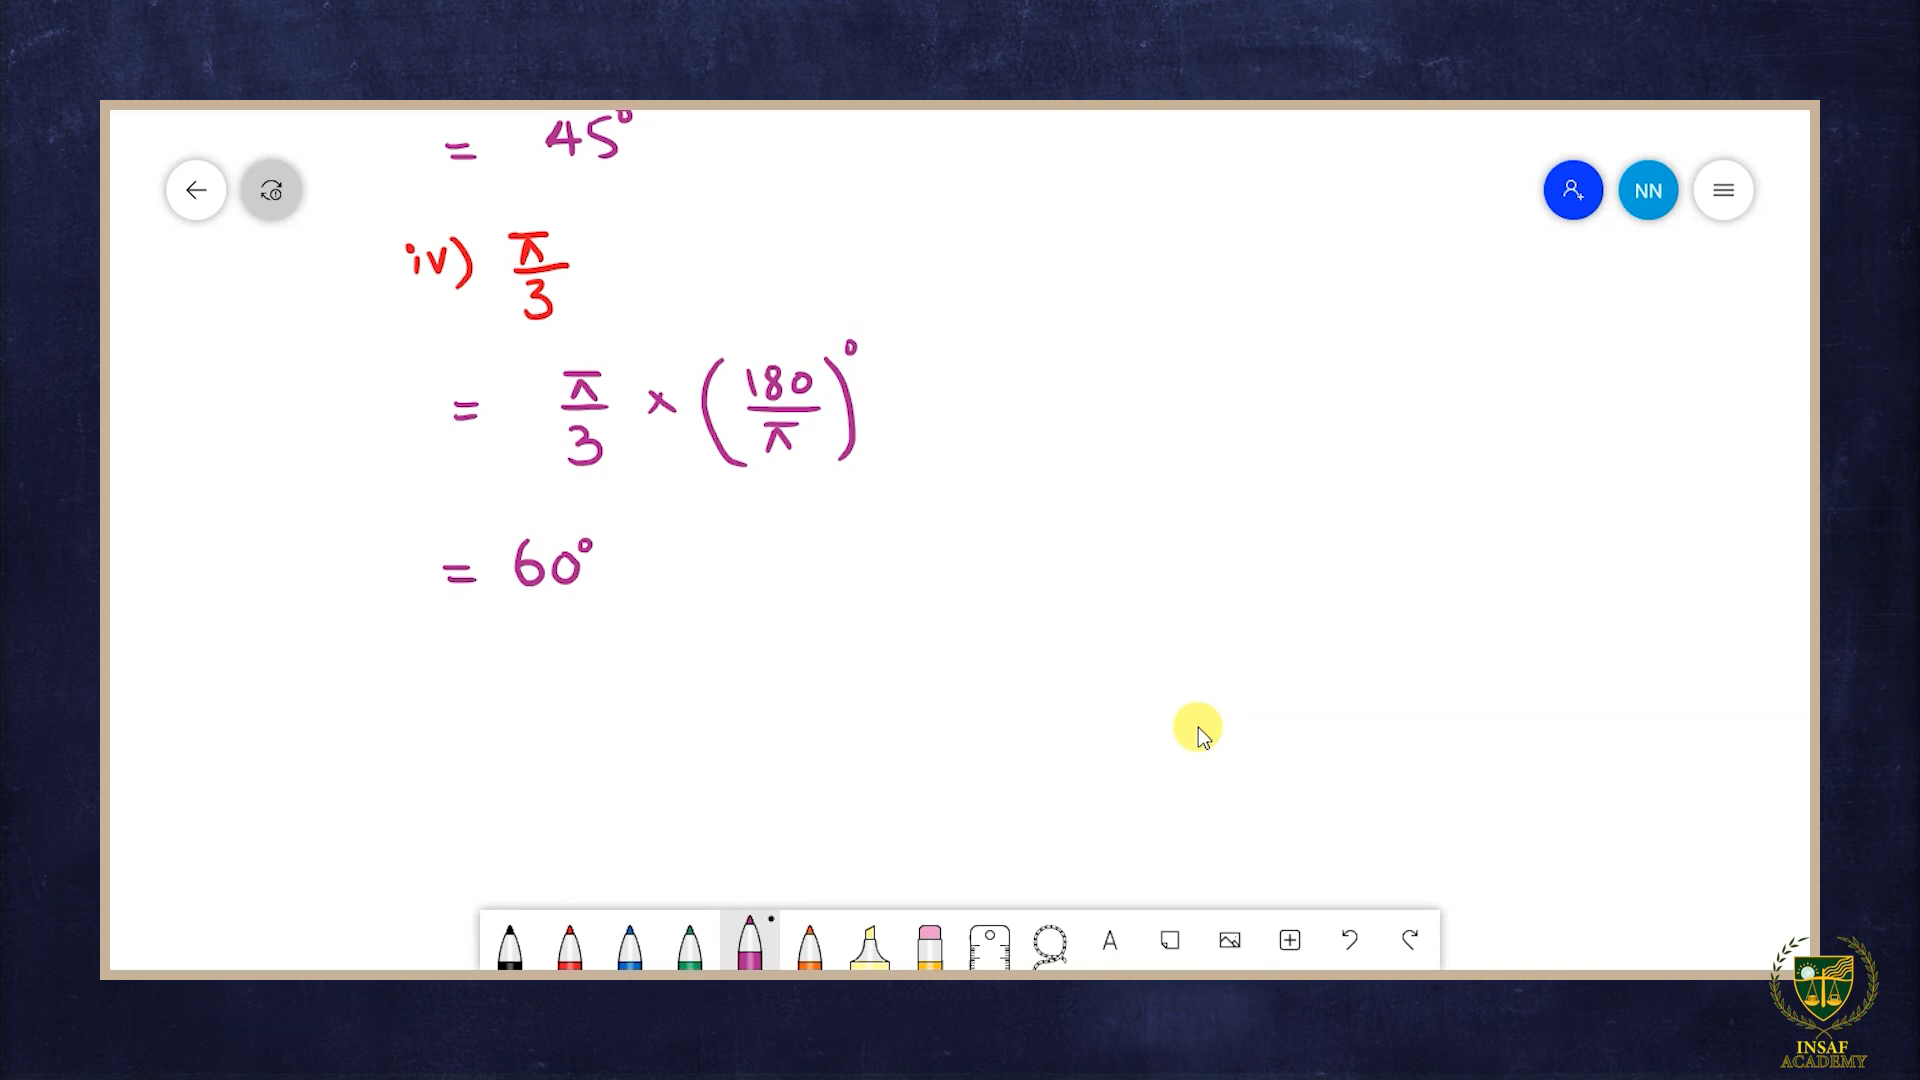 = 45°
NN
iv) π/3
= π/3 × (180/π)°
= 60°
A
INSAF
ACADEMY